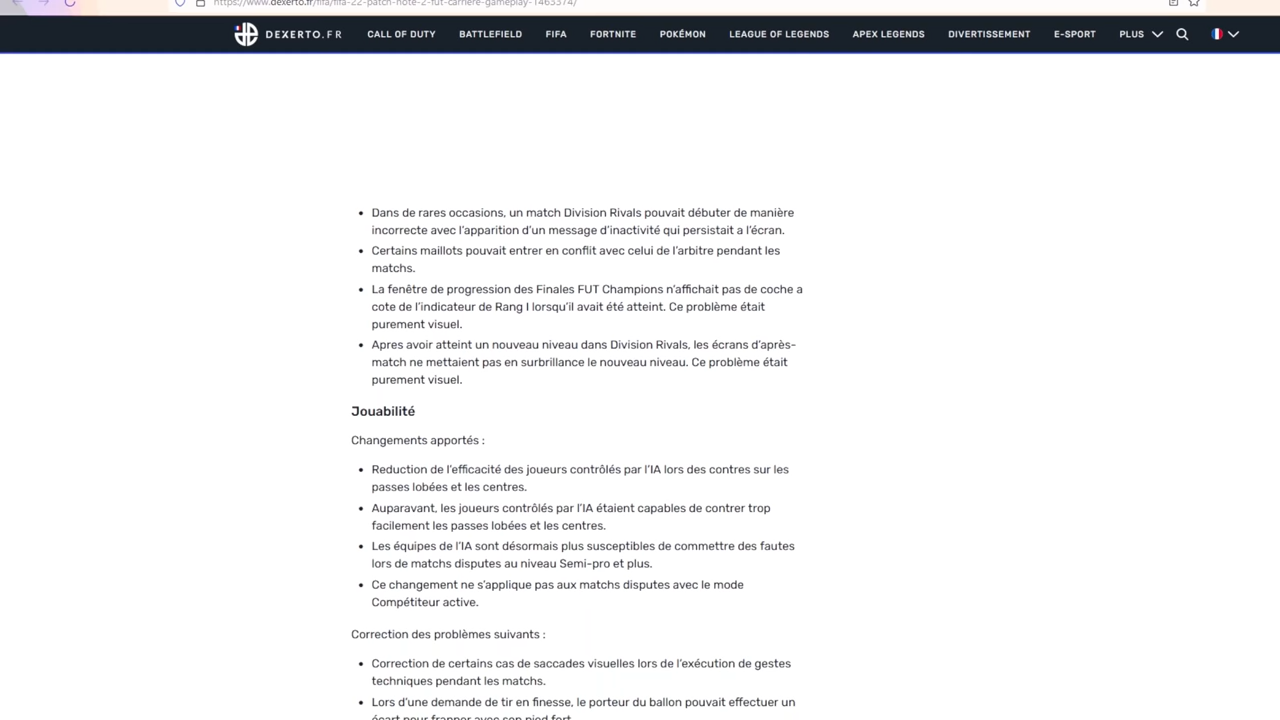 https://www.dexerto.fr/fifa/fifa-22-patch-note-2-fut-carriere-gameplay-1463374/
DEXERTO.FR CALL OF DUTY BATTLEFIELD FIFA FORTNITE POKÉMON LEAGUE OF LEGENDS APEX LEGENDS DIVERTISSEMENT E-SPORT PLUS
• Dans de rares occasions, un match Division Rivals pouvait débuter de manière
incorrecte avec l’apparition d’un message d’inactivité qui persistait a l’écran.
• Certains maillots pouvait entrer en conflit avec celui de l’arbitre pendant les
matchs.
• La fenêtre de progression des Finales FUT Champions n’affichait pas de coche a
cote de l’indicateur de Rang I lorsqu’il avait été atteint. Ce problème était
purement visuel.
• Apres avoir atteint un nouveau niveau dans Division Rivals, les écrans d’après-
match ne mettaient pas en surbrillance le nouveau niveau. Ce problème était
purement visuel.
Jouabilité
Changements apportés :
• Reduction de l’efficacité des joueurs contrôlés par l’IA lors des contres sur les
passes lobées et les centres.
• Auparavant, les joueurs contrôlés par l’IA étaient capables de contrer trop
facilement les passes lobées et les centres.
• Les équipes de l’IA sont désormais plus susceptibles de commettre des fautes
lors de matchs disputes au niveau Semi-pro et plus.
• Ce changement ne s’applique pas aux matchs disputes avec le mode
Compétiteur active.
Correction des problèmes suivants :
• Correction de certains cas de saccades visuelles lors de l’exécution de gestes
techniques pendant les matchs.
• Lors d’une demande de tir en finesse, le porteur du ballon pouvait effectuer un
écart pour frapper avec son pied fort.